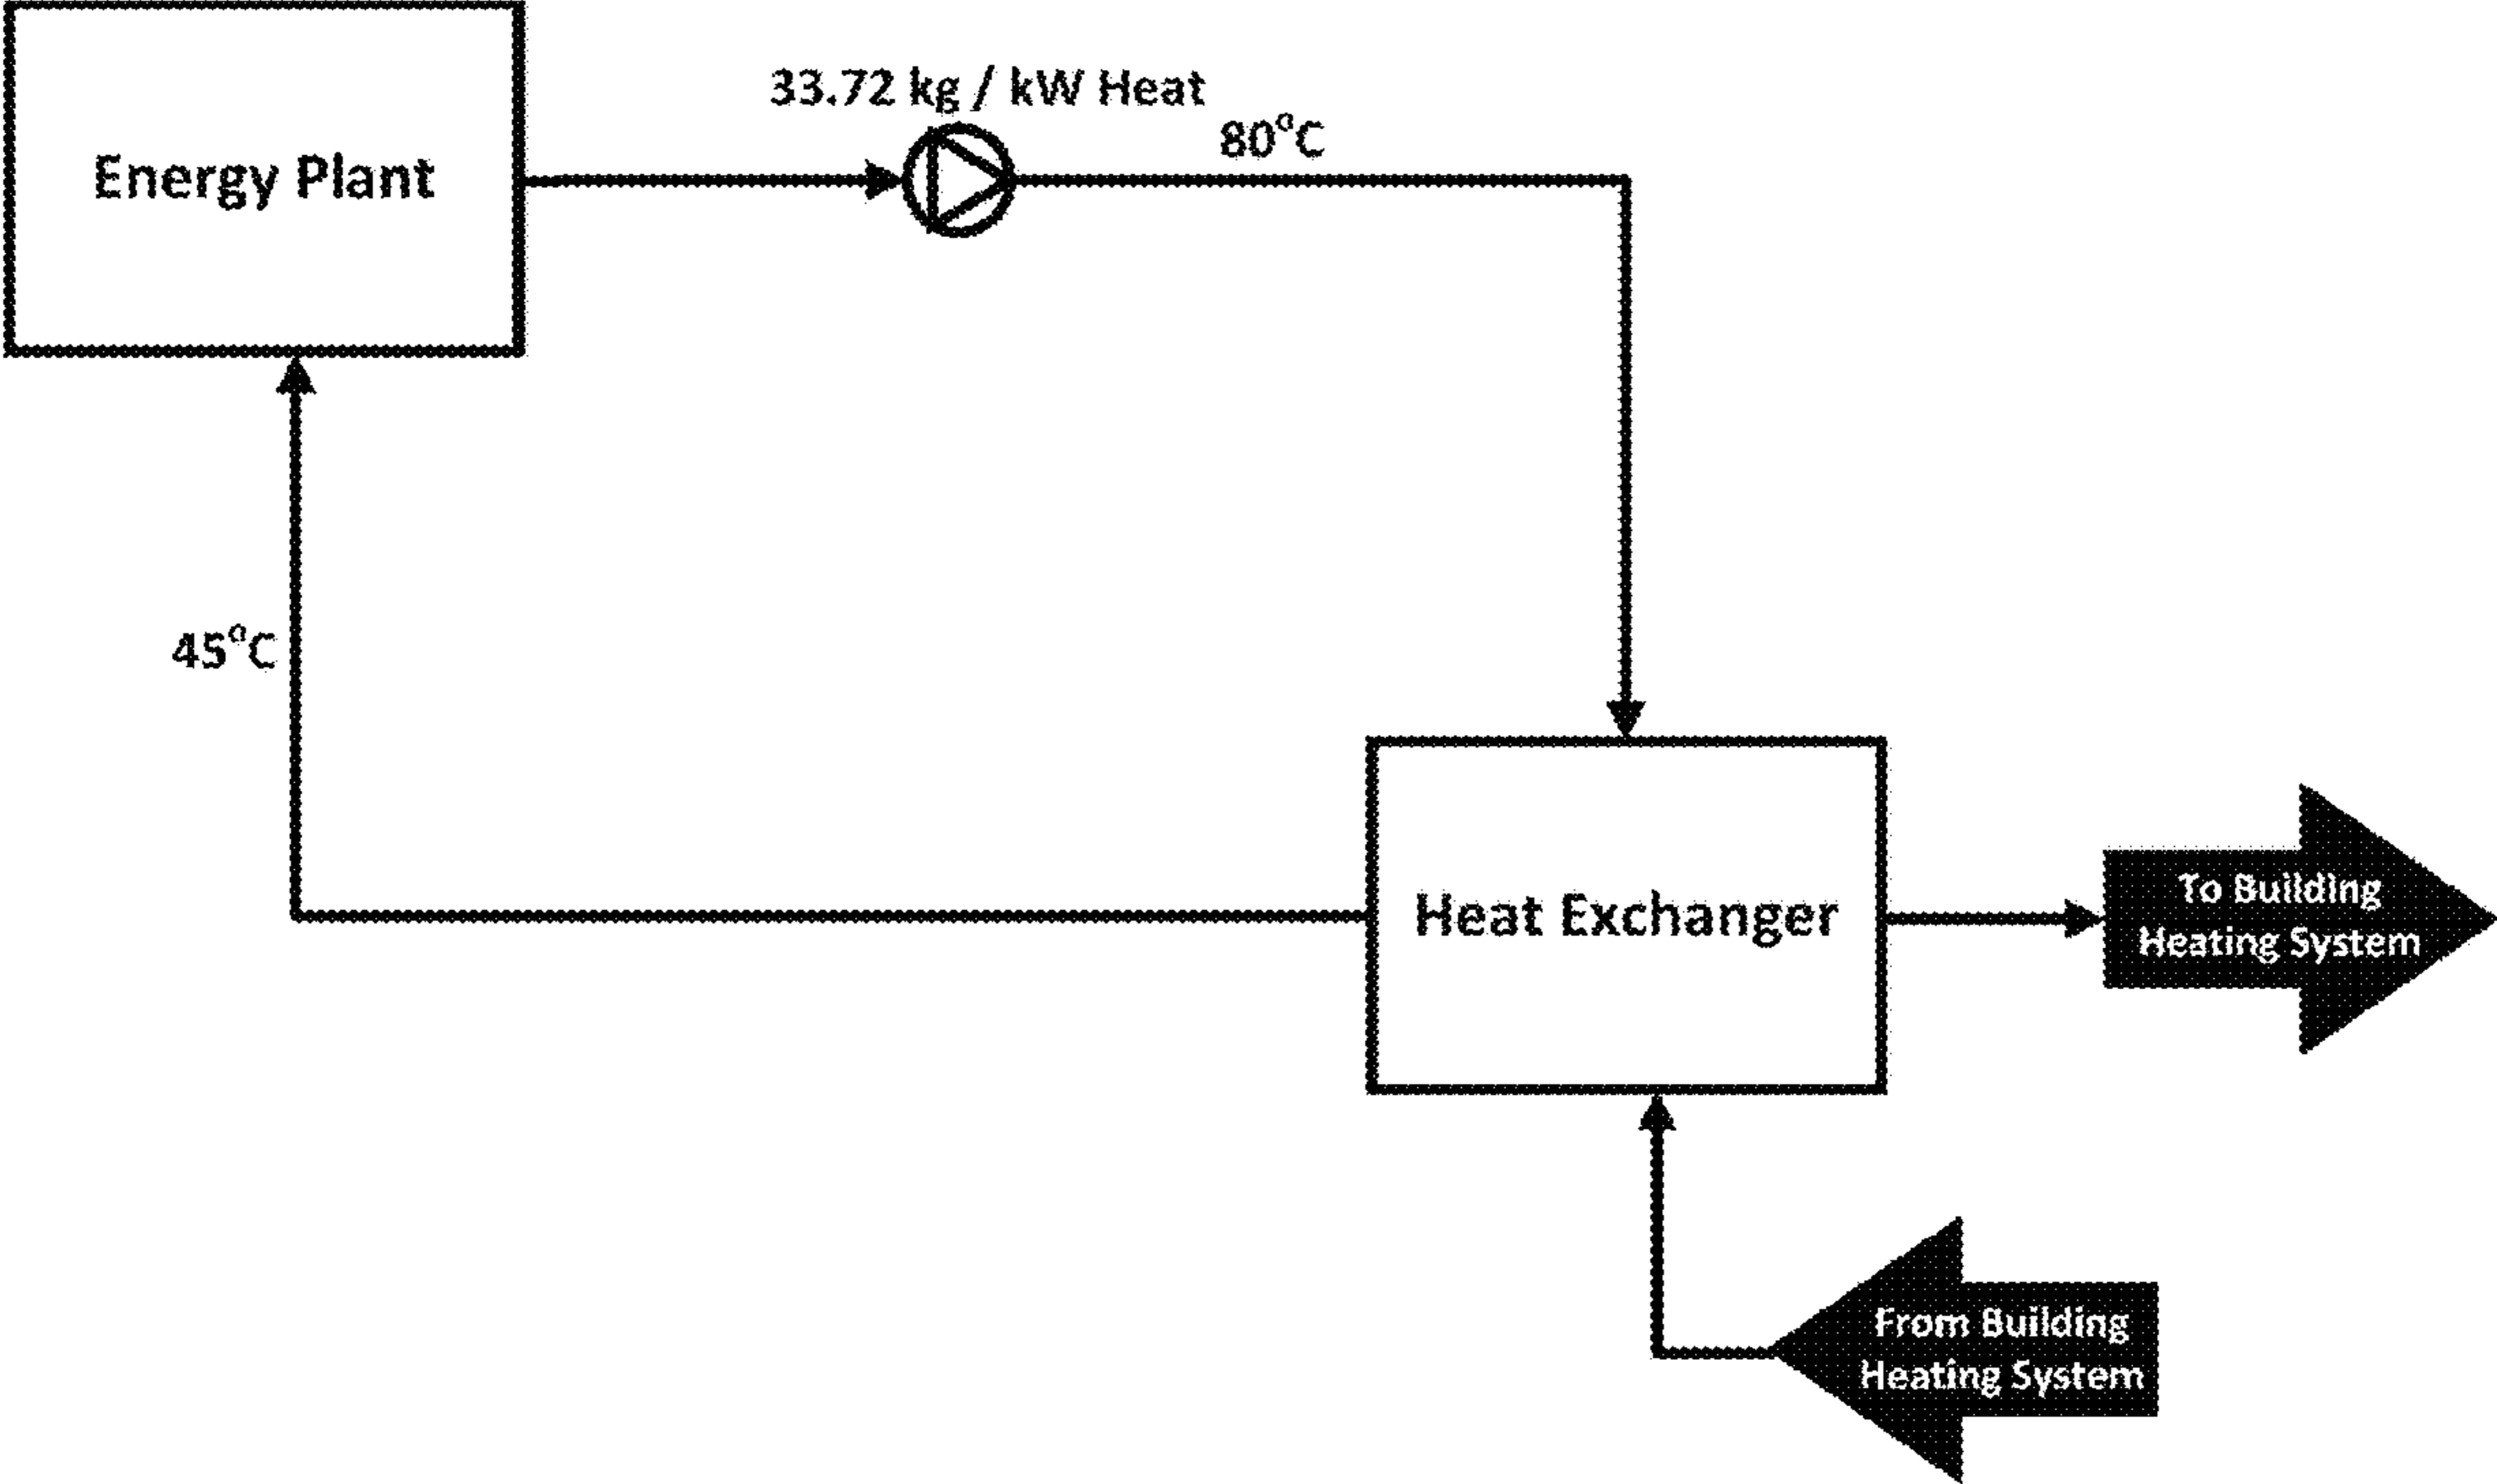 33.72 kg / kW Heat
80°C
Energy Plant
45°C
Heat Exchanger
To Building
Heating System
From Building
Heating System